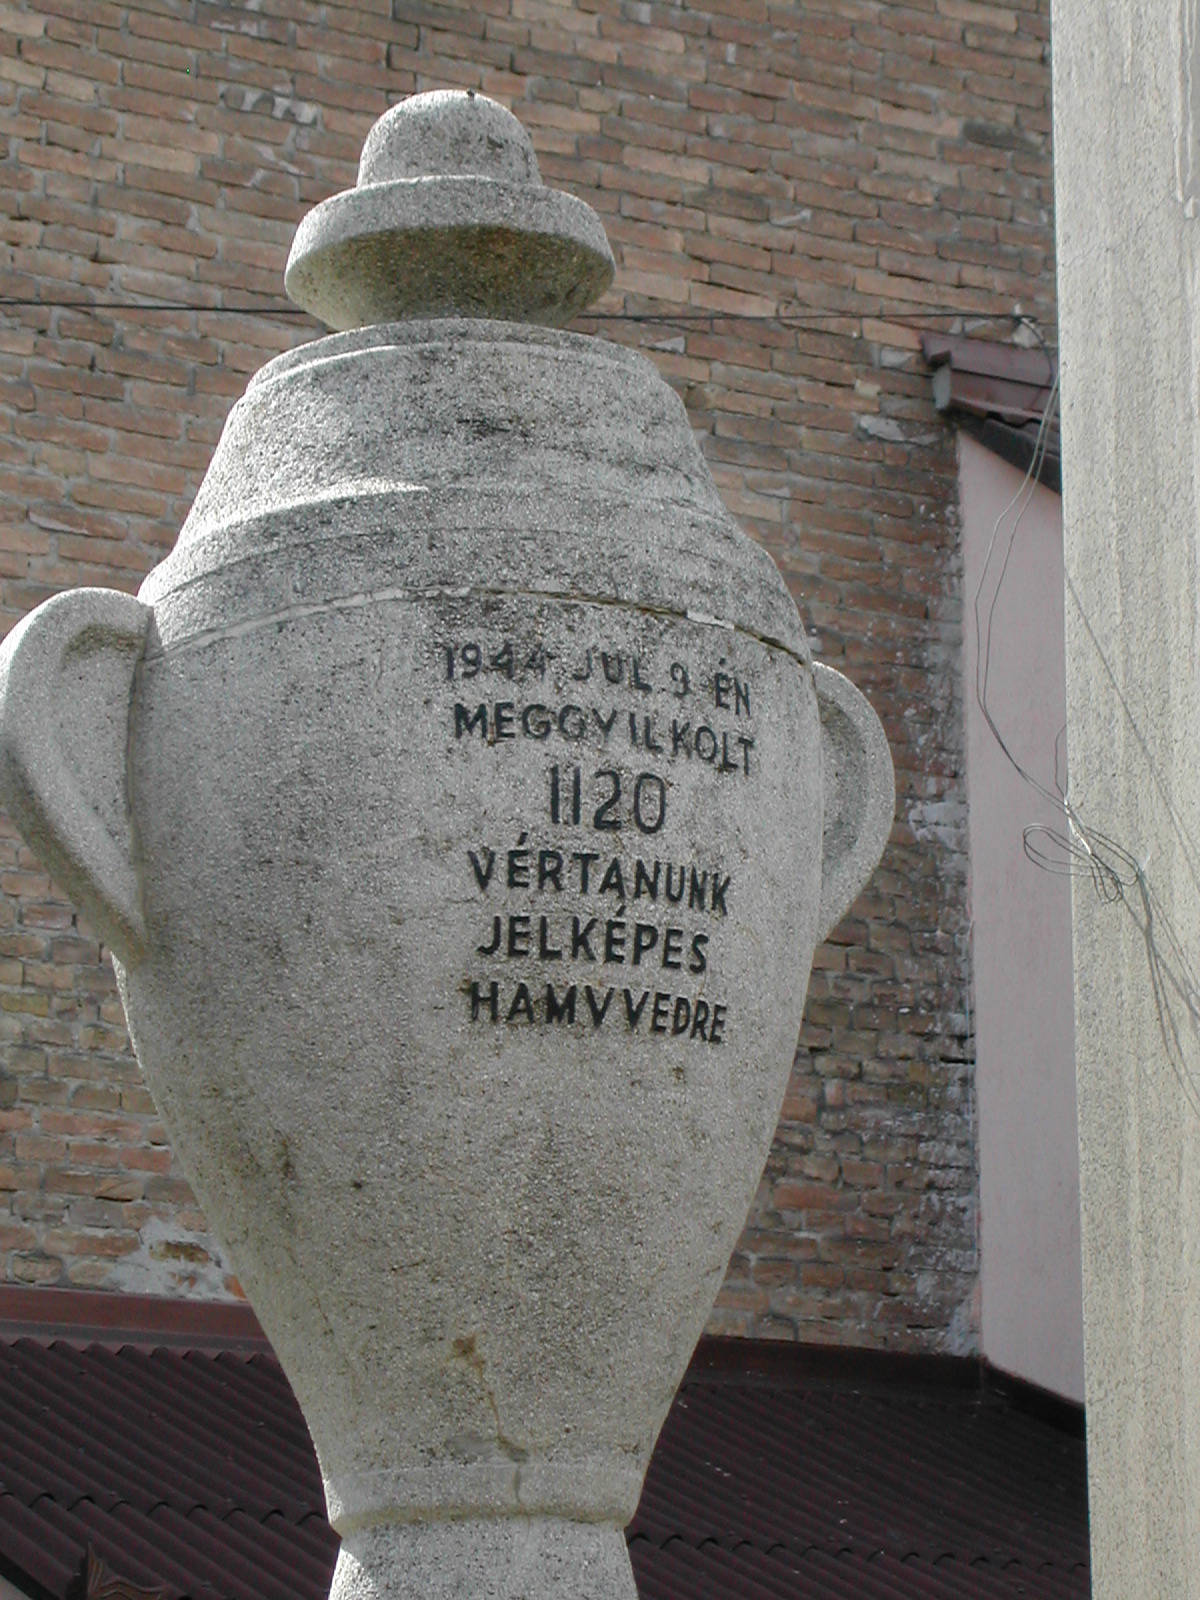 1944 JUL 9 ÉN
MEGGYILKOLT
1120
VÉRTANUNK
JELKÉPES
HAMVVEDRE